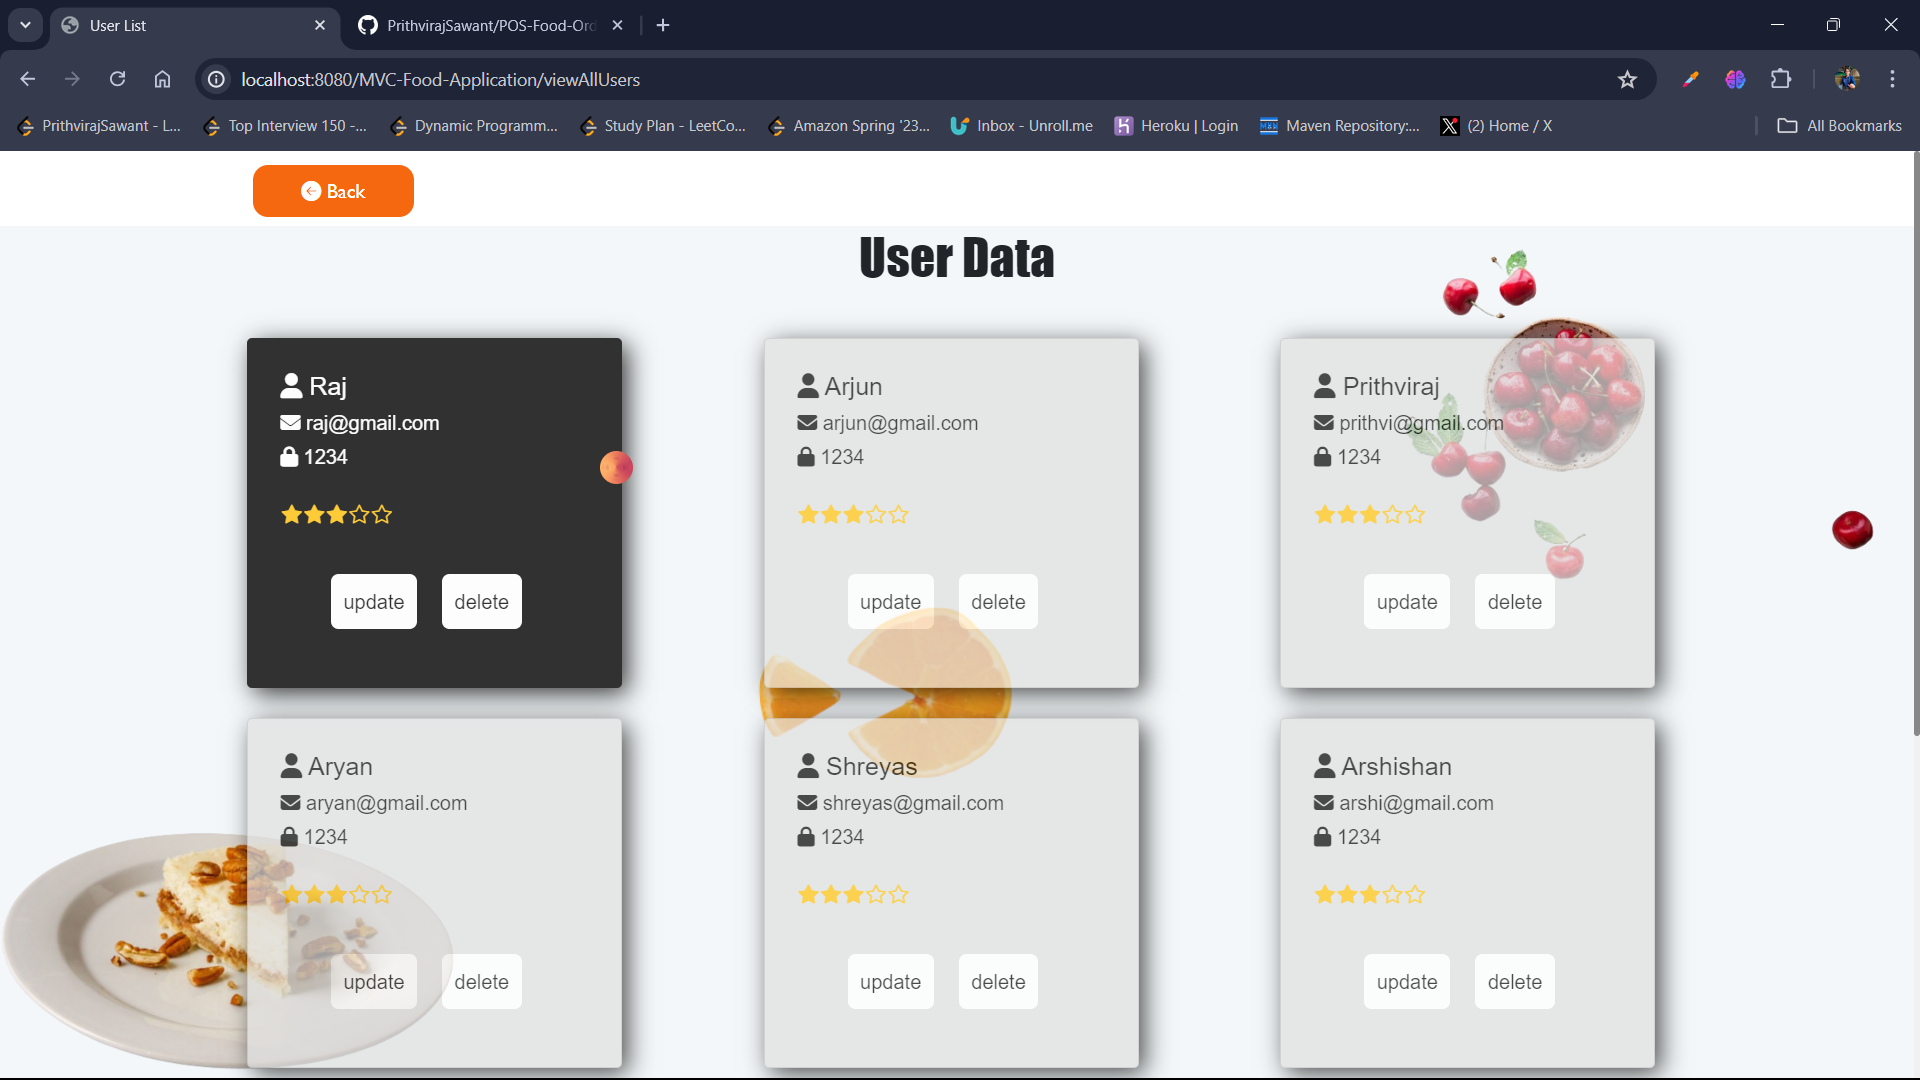 User List
PrithvirajSawant/POS-Food-Ord
localhost:8080/MVC-Food-Application/viewAllUsers
PrithvirajSawant - L...
Top Interview 150 -...
Dynamic Programm...
Study Plan - LeetCo...
Amazon Spring '23...
Inbox - Unroll.me
Heroku | Login
Maven Repository:...
(2) Home / X
All Bookmarks
Back
User Data
Raj
raj@gmail.com
1234
update delete
Arjun
arjun@gmail.com
1234
update delete
Prithviraj
prithvi@gmail.com
1234
update delete
Aryan
aryan@gmail.com
1234
update delete
Shreyas
shreyas@gmail.com
1234
update delete
Arshishan
arshi@gmail.com
1234
update delete